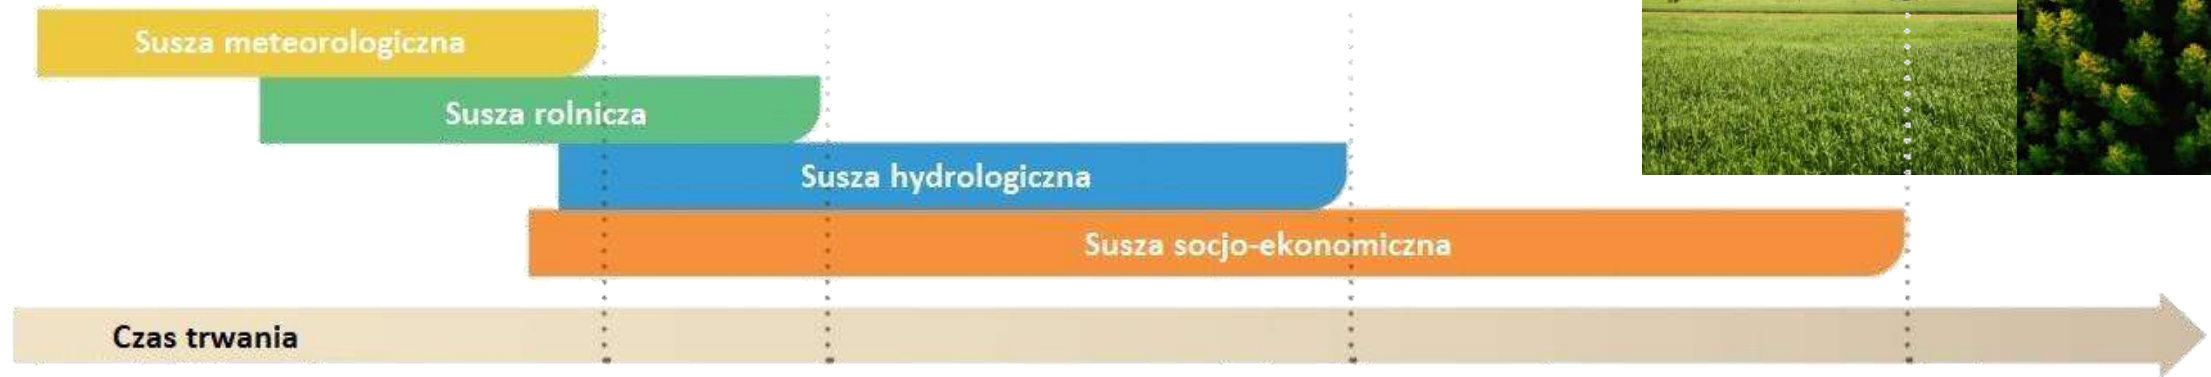 Susza meteorologiczna
Susza rolnicza
Susza hydrologiczna
Susza socjo-ekonomiczna
Czas trwania